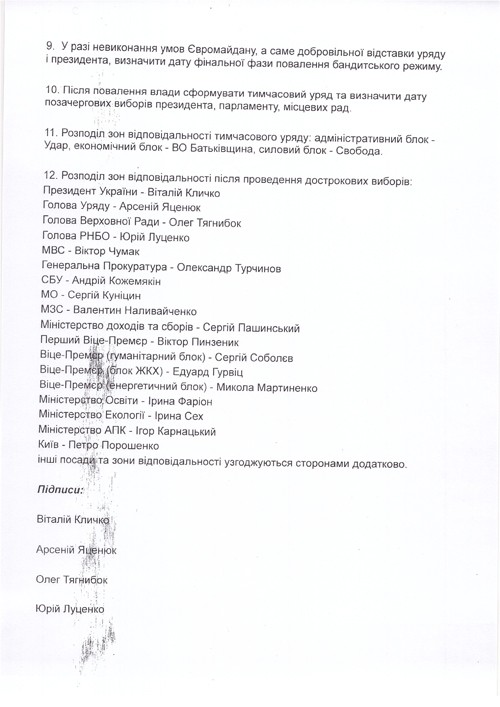 9. У разі невиконання умов Євромайдану, а саме добровільної відставки уряду
і президента, визначити дату фінальної фази повалення бандитського режиму.
10. Після повалення влади сформувати тимчасовий уряд та визначити дату
позачергових виборів президента, парламенту, місцевих рад.
11. Розподіл зон відповідальності тимчасового уряду: адміністративний блок -
Удар, економічний блок - ВО Батьківщина, силовий блок - Свобода.
12. Розподіл зон відповідальності після проведення дострокових виборів:
Президент України - Віталій Кличко
Голова Уряду - Арсеній Яценюк
Голова Верховної Ради - Олег Тягнибок
Голова РНБО - Юрій Луценко
МВС - Віктор Чумак
Генеральна Прокуратура - Олександр Турчинов
СБУ - Андрій Кожемякін
МО - Сергій Куніцин
МЗС - Валентин Наливайченко
Міністерство доходів та сборів - Сергій Пашинський
Перший Віце-Премєр - Віктор Пинзеник
Віце-Премєр (гуманітарний блок) - Сергій Соболєв
Віце-Премєр (блок ЖКХ) - Едуард Гурвіц
Віце-Премєр (енергетичний блок) - Микола Мартиненко
Міністерство Освіти - Ірина Фаріон
Міністерство Екології - Ірина Сех
Міністерство АПК - Ігор Карнацький
Київ - Петро Порошенко
інші посади та зони відповідальності узгоджуються сторонами додатково.
Підписи:
Віталій Кличко
Арсеній Яценюк
Олег Тягнибок
Юрій Луценко